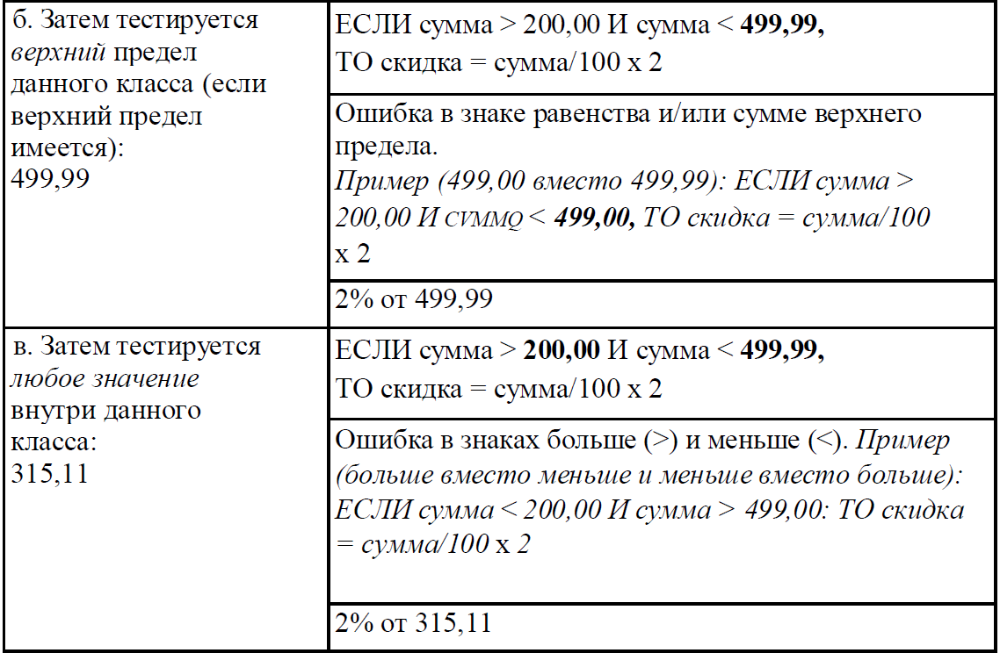 б. Затем тестируется
верхний предел
данного класса (если
верхний предел
имеется):
499,99
ЕСЛИ сумма > 200,00 И сумма < 499,99,
ТО скидка = сумма/100 х 2
Ошибка в знаке равенства и/или сумме верхнего
предела.
Пример (499,00 вместо 499,99): ЕСЛИ сумма >
200,00 И CVMMQ < 499,00, ТО скидка = сумма/100
х 2
2% от 499,99
в. Затем тестируется
любое значение
внутри данного
класса:
315,11
ЕСЛИ сумма > 200,00 И сумма < 499,99,
ТО скидка = сумма/100 х 2
Ошибка в знаках больше (>) и меньше (<). Пример
(больше вместо меньше и меньше вместо больше):
ЕСЛИ сумма < 200,00 И сумма > 499,00: ТО скидка
= сумма/100 х 2
2% от 315,11